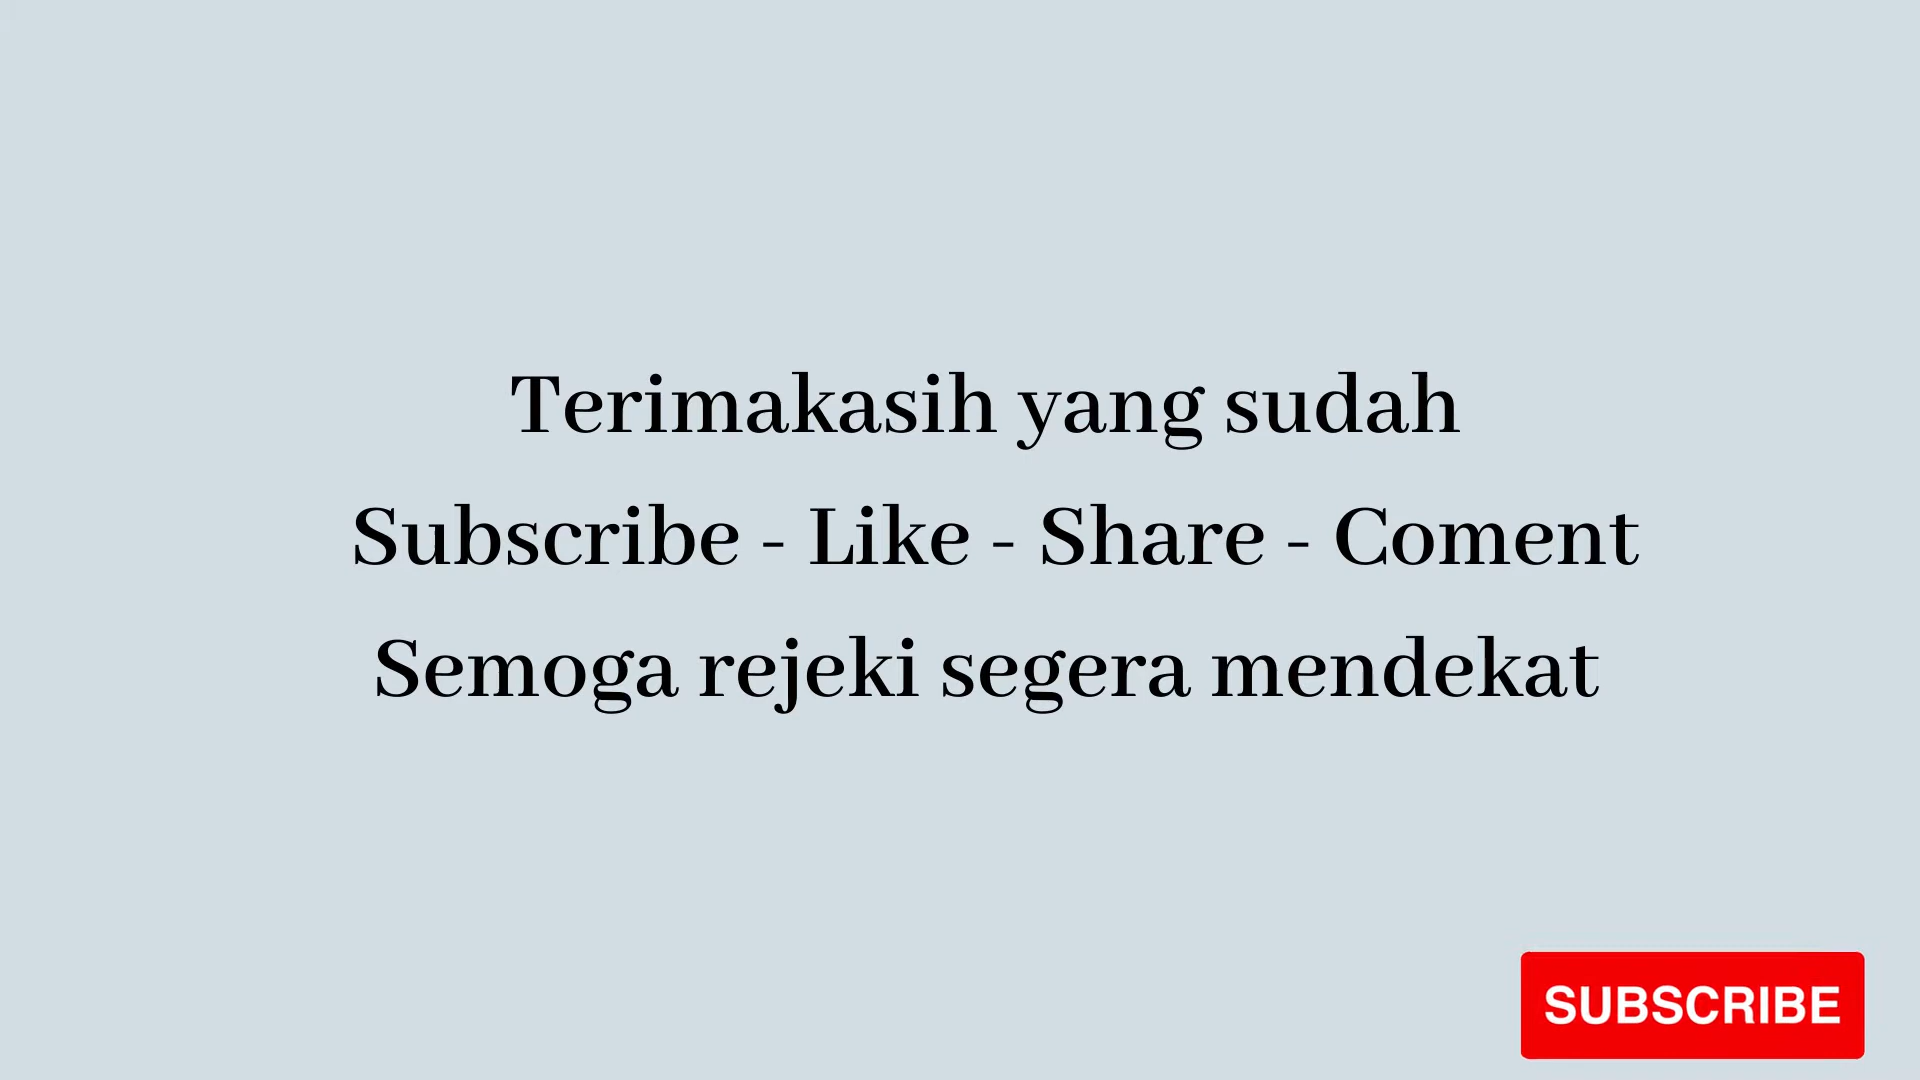 Terimakasih yang sudah
Subscribe - Like - Share - Coment
Semoga rejeki segera mendekat
SUBSCRIBE